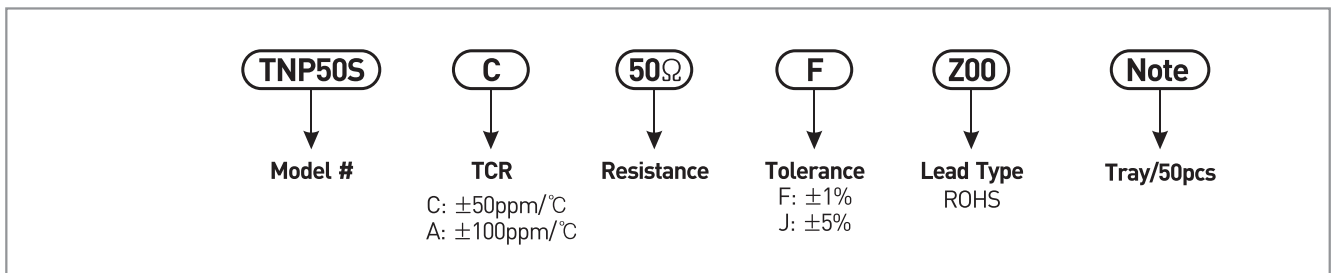 TNP50S C 50Ω F Z00 Note
Model # TCR Resistance Tolerance Lead Type Tray/50pcs
C: ±50ppm/℃ F: ±1% ROHS
A: ±100ppm/℃ J: ±5%